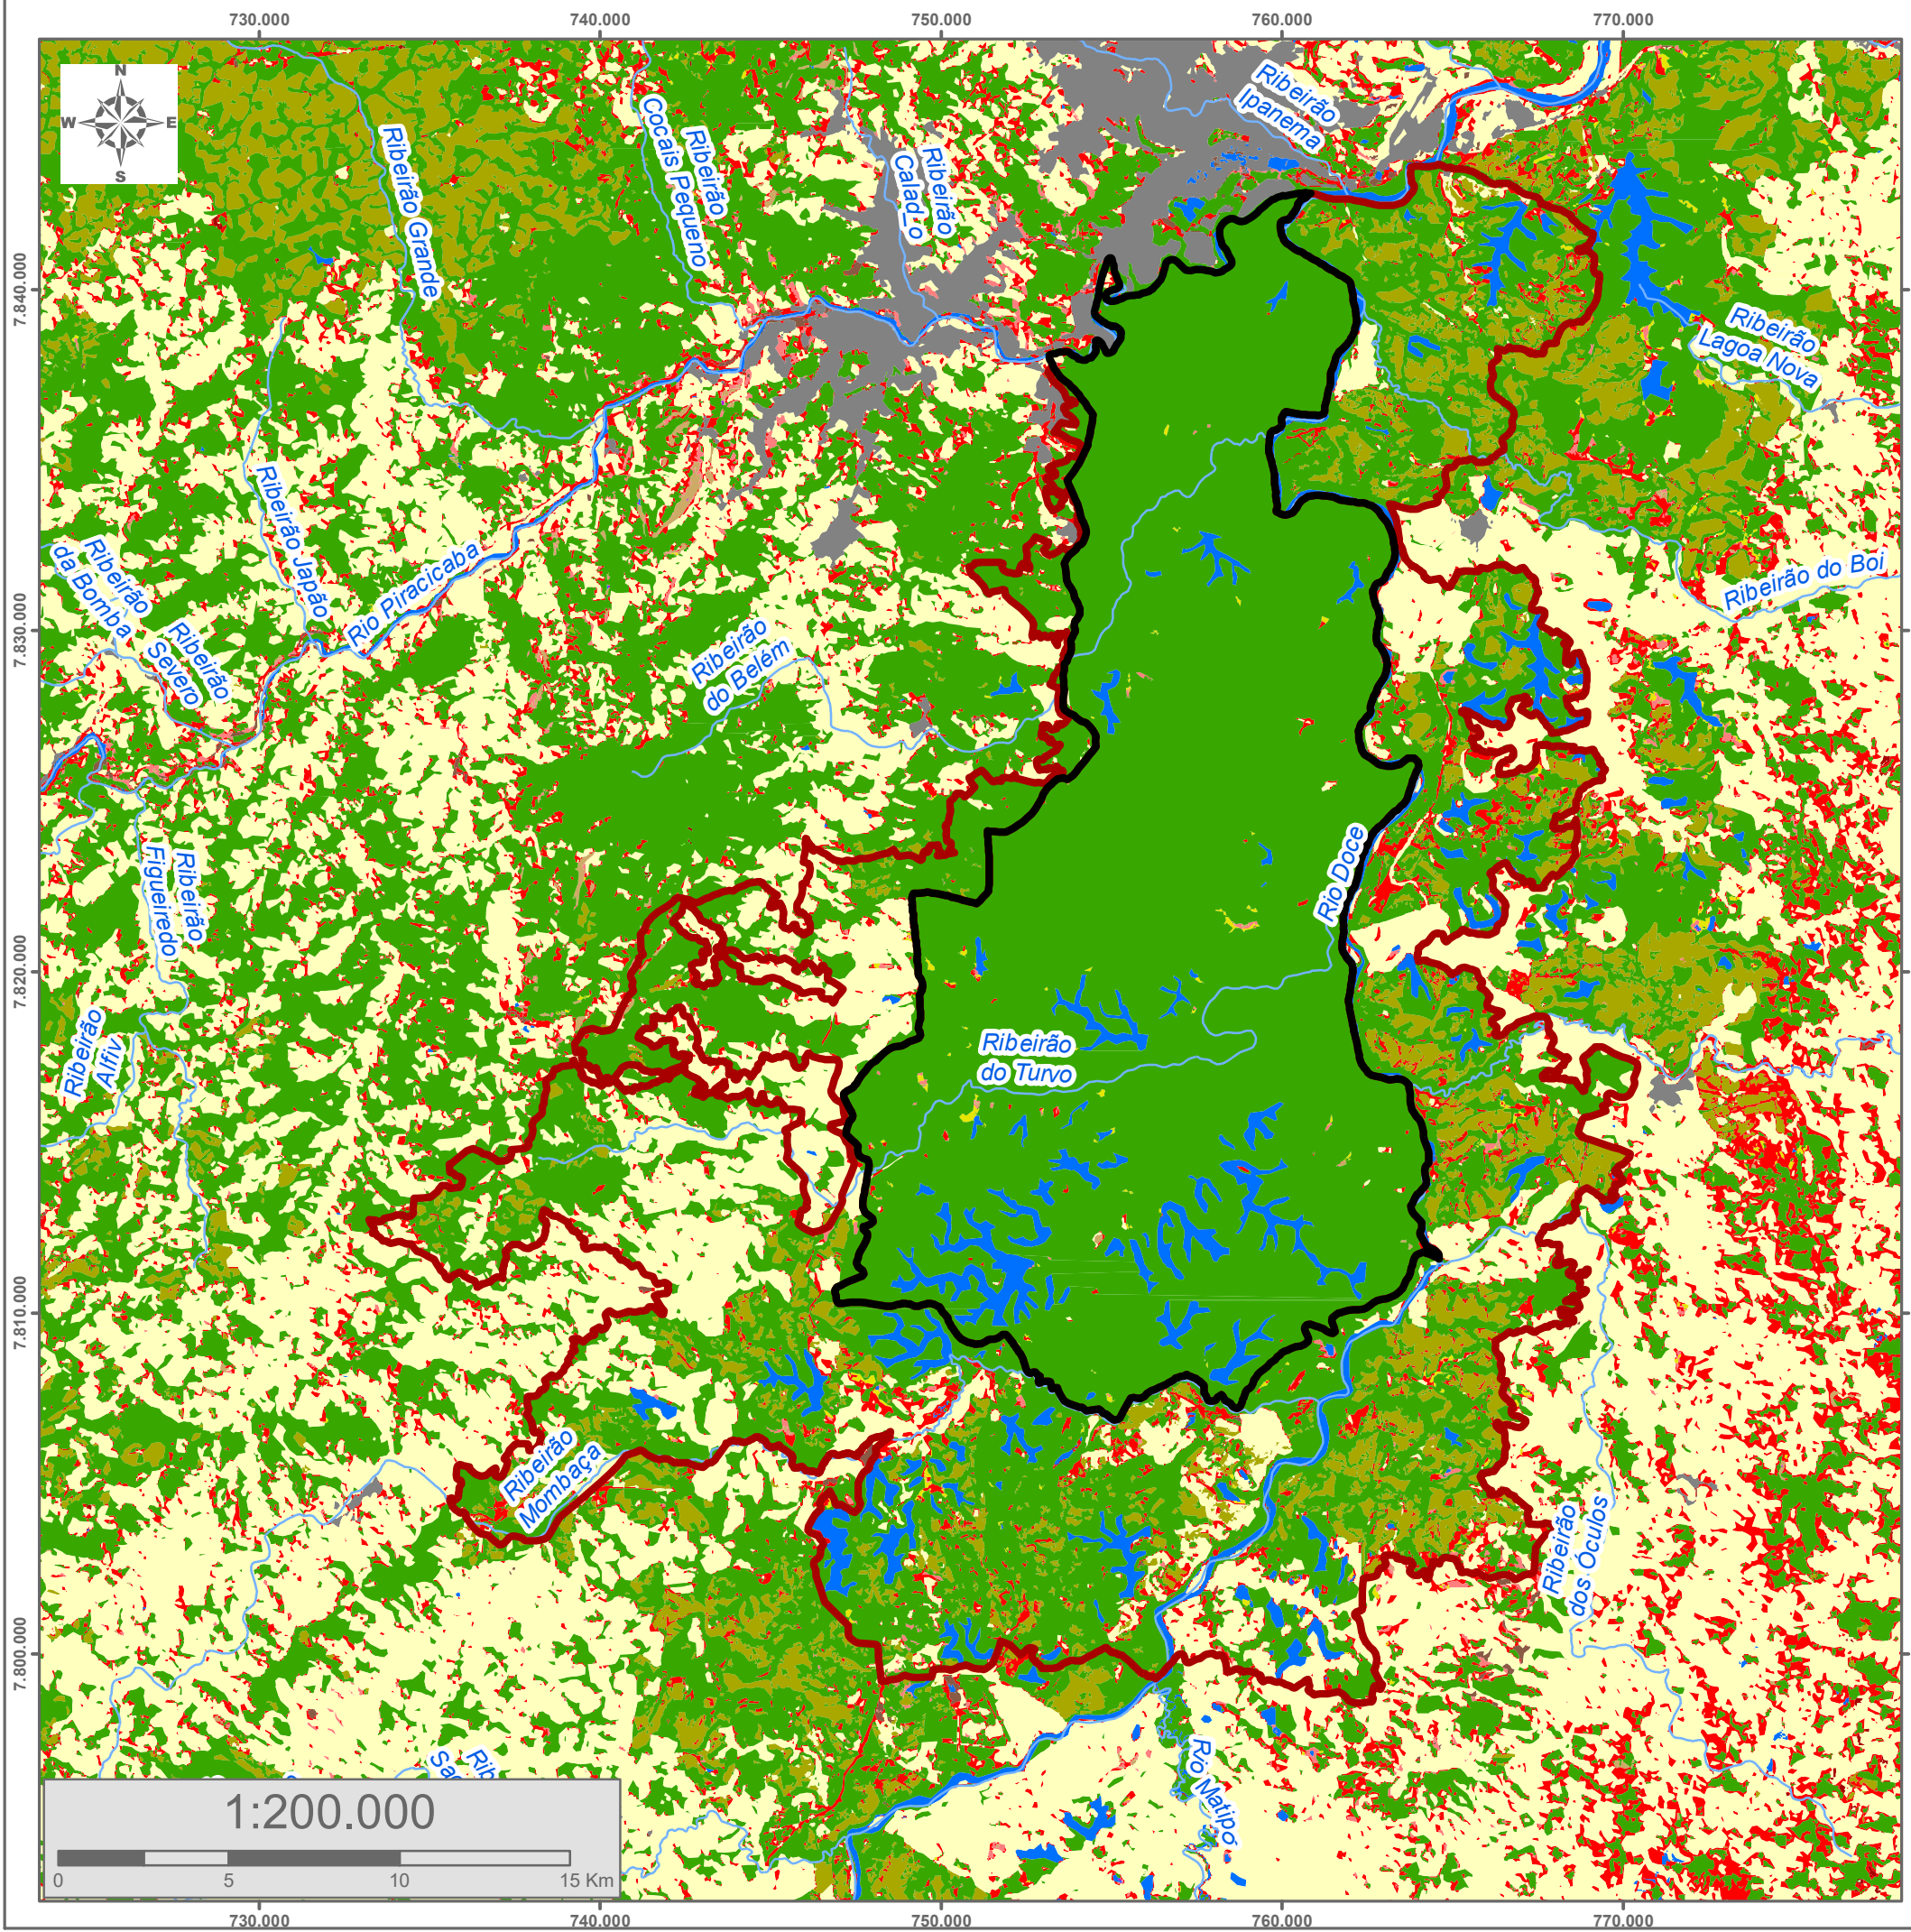 730.000
740.000
750.000
760.000
770.000
N
W
E
S
Ribeirão
Ipanema
Ribeirão Grande
Ribeirão
Cocais Pequeno
Ribeirão
Calad_o
7.840.000
Ribeirão
Lagoa Nova
Ribeirão Japão
Ribeirão
da Bomba
Rio Piracicaba
Ribeirão do Boi
Ribeirão
Severo
7.830.000
Ribeirão
do Belém
Rio Doce
Ribeirão
Figueiredo
7.820.000
Ribeirão
Alfiv
Ribeirão
do Turvo
7.810.000
Ribeirão
Mombaça
Ribeirão
dos Óculos
7.800.000
Rio Matipó
Rib
1:200.000
0
5
10
15 Km
730.000
740.000
750.000
760.000
770.000